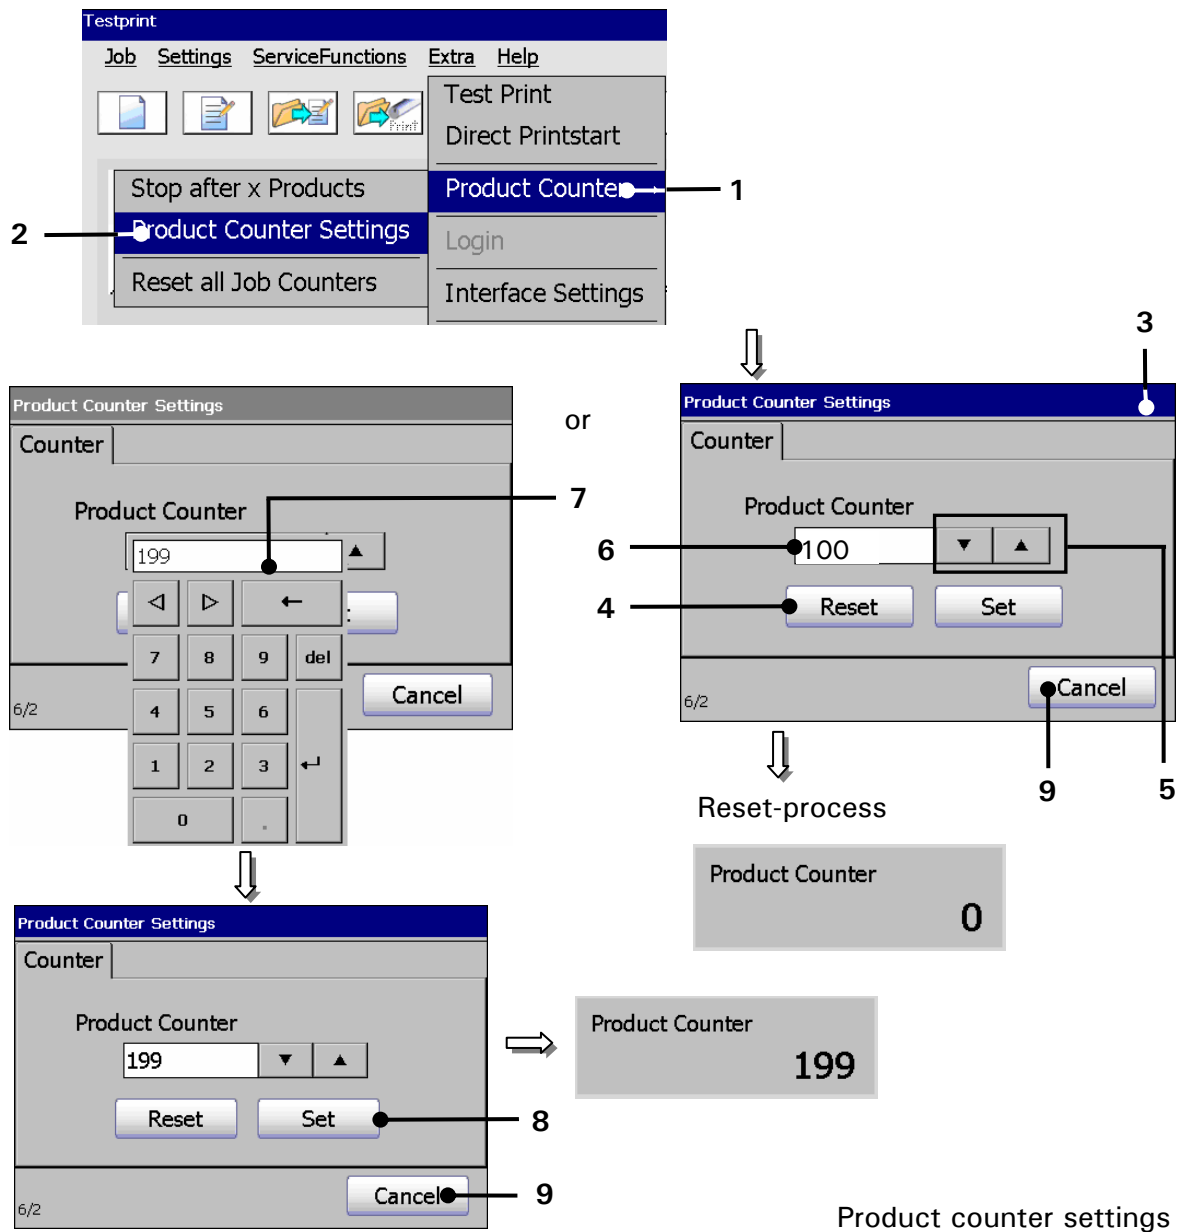 Testprint
Job Settings ServiceFunctions Extra Help
Print
Test Print
Direct Printstart
Product Counter
Login
Interface Settings
1
Stop after x Products
Product Counter Settings
Reset all Job Counters
2
3
Product Counter Settings
Counter
Product Counter
199
7 8 9 del
4 5 6
1 2 3
0 .
Cancel
6/2
7
or
Product Counter Settings
Counter
Product Counter
6
100
4
Reset Set
Cancel
6/2
9
5
Reset-process
Product Counter
0
Product Counter Settings
Counter
Product Counter
199
Reset Set
8
Cancel
9
6/2
Product Counter
199
Product counter settings